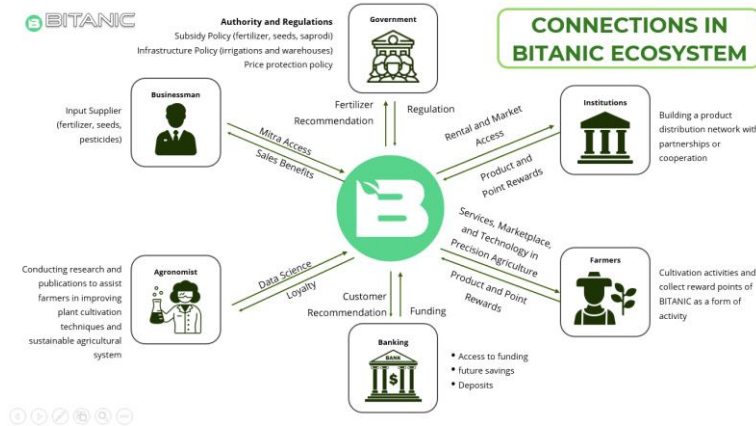 BITANIC
CONNECTIONS IN
BITANIC ECOSYSTEM
Authority and Regulations
Subsidy Policy (fertilizer, seeds, saprodi)
Infrastructure Policy (irrigations and warehouses)
Price protection policy
Government
Businessman
Input Supplier
(fertilizer, seeds,
pesticides)
Fertilizer
Recommendation
Regulation
Mitra Access
Sales Benefits
Rental and Market
Access
Product and
Point Rewards
Institutions
Building a product
distribution network with
partnerships or
cooperation
B
Agronomist
Conducting research and
publications to assist
farmers in improving
plant cultivation
techniques and
sustainable agricultural
system
Data Science
Loyalty
Services, Marketplace,
and Technology in
Precision Agriculture
Product and Point
Rewards
Farmers
Cultivation activities and
collect reward points of
BITANIC as a form of
activity
Customer
Recommendation
Funding
Banking
BANK
$
• Access to funding
• future savings
• Deposits